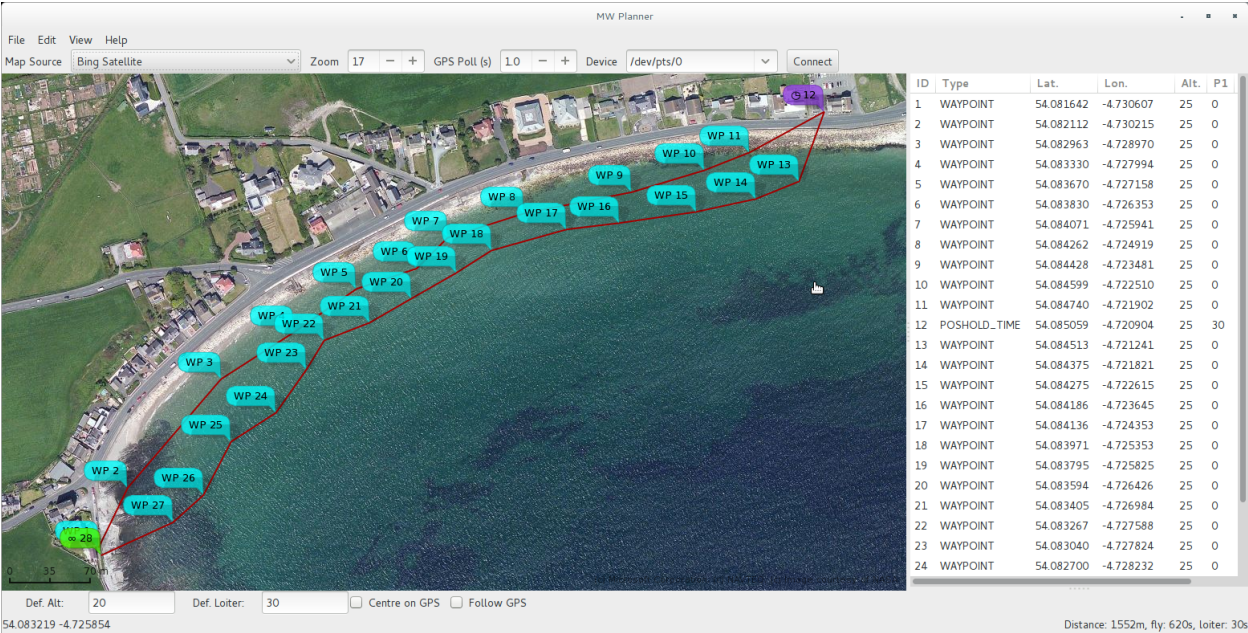 MW Planner
File Edit View Help
Map Source Bing Satellite Zoom 17 − + GPS Poll (s) 1.0 − + Device /dev/pts/0 Connect
12
WP 11
WP 10
WP 13
WP 9
WP 14
WP 8
WP 15
WP 16
WP 17
WP 7
WP 18
WP 6
WP 19
WP 5
WP 20
WP 21
WP 22
WP 23
WP 3
WP 24
WP 25
WP 2
WP 26
WP 27
∞ 28
0 35 70 m
ID Type Lat. Lon. Alt. P1
1 WAYPOINT 54.081642 -4.730607 25 0
2 WAYPOINT 54.082112 -4.730215 25 0
3 WAYPOINT 54.082963 -4.728970 25 0
4 WAYPOINT 54.083330 -4.727994 25 0
5 WAYPOINT 54.083670 -4.727158 25 0
6 WAYPOINT 54.083830 -4.726353 25 0
7 WAYPOINT 54.084071 -4.725941 25 0
8 WAYPOINT 54.084262 -4.724919 25 0
9 WAYPOINT 54.084428 -4.723481 25 0
10 WAYPOINT 54.084599 -4.722510 25 0
11 WAYPOINT 54.084740 -4.721902 25 0
12 POSHOLD_TIME 54.085059 -4.720904 25 30
13 WAYPOINT 54.084513 -4.721241 25 0
14 WAYPOINT 54.084375 -4.721821 25 0
15 WAYPOINT 54.084275 -4.722615 25 0
16 WAYPOINT 54.084186 -4.723645 25 0
17 WAYPOINT 54.084136 -4.724353 25 0
18 WAYPOINT 54.083971 -4.725353 25 0
19 WAYPOINT 54.083795 -4.725825 25 0
20 WAYPOINT 54.083594 -4.726426 25 0
21 WAYPOINT 54.083405 -4.726984 25 0
22 WAYPOINT 54.083267 -4.727588 25 0
23 WAYPOINT 54.083040 -4.727824 25 0
24 WAYPOINT 54.082700 -4.728232 25 0
Def. Alt: 20 Def. Loiter: 30 Centre on GPS Follow GPS
54.083219 -4.725854 Distance: 1552m, fly: 620s, loiter: 30s